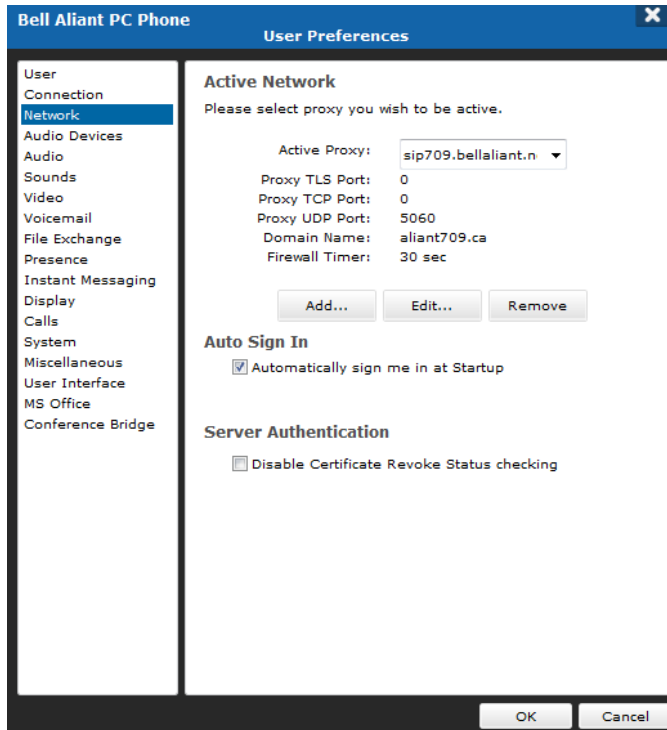 Bell Aliant PC Phone
User Preferences
User
Connection
Network
Audio Devices
Audio
Sounds
Video
Voicemail
File Exchange
Presence
Instant Messaging
Display
Calls
System
Miscellaneous
User Interface
MS Office
Conference Bridge
Active Network
Please select proxy you wish to be active.
Active Proxy: sip709.bellaliant.n
Proxy TLS Port: 0
Proxy TCP Port: 0
Proxy UDP Port: 5060
Domain Name: aliant709.ca
Firewall Timer: 30 sec
Add... Edit... Remove
Auto Sign In
Automatically sign me in at Startup
Server Authentication
Disable Certificate Revoke Status checking
OK Cancel